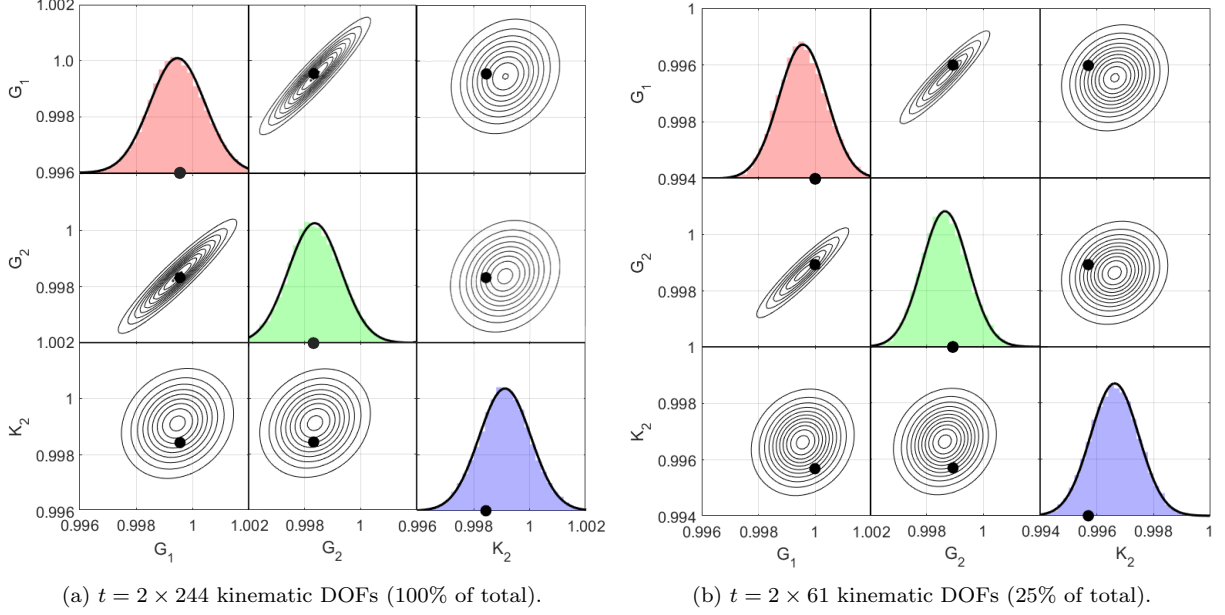 1.002
G₁
1.0
0.998
0.996
G₂
1
0.998
1.002
K₂
1
0.998
0.996
0.996 0.998 1 1.002 0.998 1 0.996 0.998 1 1.002
G₁ G₂ K₂
(a) t = 2 × 244 kinematic DOFs (100% of total).
1
G₁
0.996
0.998
0.994
G₂
1
0.998
1
K₂
0.998
0.996
0.994
0.996 0.998 1 1.002 0.998 1 0.994 0.996 0.998 1
G₁ G₂ K₂
(b) t = 2 × 61 kinematic DOFs (25% of total).